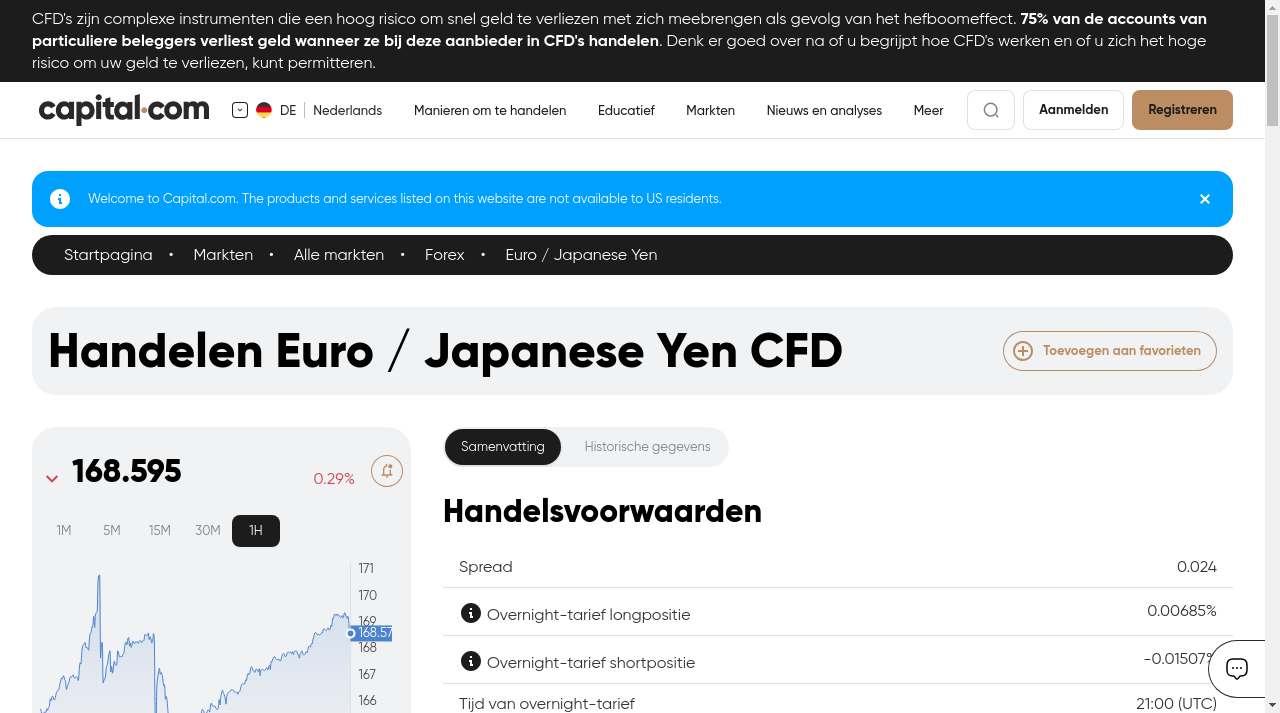 CFD's zijn complexe instrumenten die een hoog risico om snel geld te verliezen met zich meebrengen als gevolg van het hefboomeffect. 75% van de accounts van
particuliere beleggers verliest geld wanneer ze bij deze aanbieder in CFD's handelen. Denk er goed over na of u begrijpt hoe CFD's werken en of u zich het hoge
risico om uw geld te verliezen, kunt permitteren.
capital.com DE Nederlands Manieren om te handelen Educatief Markten Nieuws en analyses Meer Aanmelden Registreren
Welcome to Capital.com. The products and services listed on this website are not available to US residents.
Startpagina • Markten • Alle markten • Forex • Euro / Japanese Yen
Handelen Euro / Japanese Yen CFD
Toevoegen aan favorieten
168.595 0.29%
1M 5M 15M 30M 1H
171
170
169
168.57
168
167
166
Samenvatting Historische gegevens
Handelsvoorwaarden
Spread 0.024
Overnight-tarief longpositie 0.00685%
Overnight-tarief shortpositie -0.01507%
Tijd van overnight-tarief 21:00 (UTC)